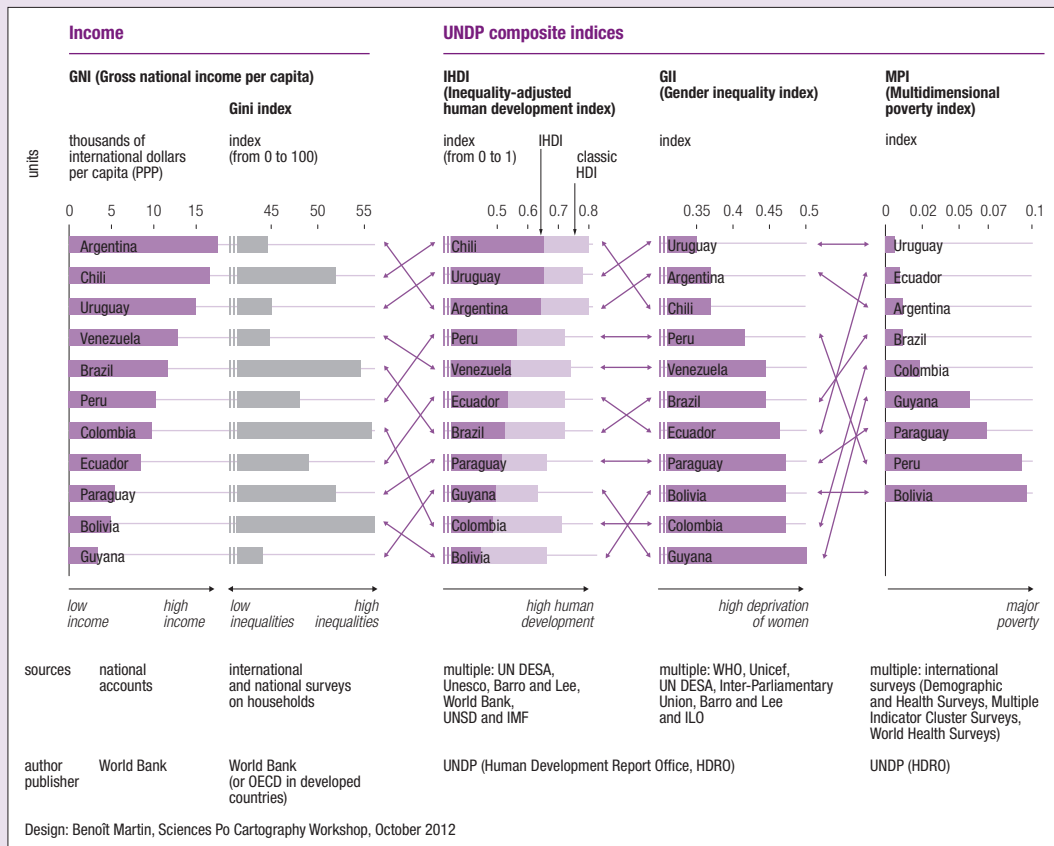 Income
UNDP composite indices
GNI (Gross national income per capita)
Gini index
IHDI
(Inequality-adjusted
human development index)
GII
(Gender inequality index)
MPI
(Multidimensional
poverty index)
units
thousands of
international dollars
per capita (PPP)
index
(from 0 to 100)
index
(from 0 to 1)
IHDI
classic
HDI
index
index
0 5 10 15
45 50 55
0.5 0.6 0.7 0.8
0.35 0.4 0.45 0.5
0 0.02 0.05 0.07 0.1
Argentina
Chili
Uruguay
Venezuela
Brazil
Peru
Colombia
Ecuador
Paraguay
Bolivia
Guyana
Chili
Uruguay
Argentina
Peru
Venezuela
Ecuador
Brazil
Paraguay
Guyana
Colombia
Bolivia
Uruguay
Argentina
Chili
Peru
Venezuela
Brazil
Ecuador
Paraguay
Bolivia
Colombia
Guyana
Uruguay
Ecuador
Argentina
Brazil
Colombia
Guyana
Paraguay
Peru
Bolivia
low
income
high
income
low
inequalities
high
inequalities
high human
development
high deprivation
of women
major
poverty
sources
national
accounts
international
and national surveys
on households
multiple: UN DESA,
Unesco, Barro and Lee,
World Bank,
UNSD and IMF
multiple: WHO, Unicef,
UN DESA, Inter-Parliamentary
Union, Barro and Lee
and ILO
multiple: international
surveys (Demographic
and Health Surveys, Multiple
Indicator Cluster Surveys,
World Health Surveys)
author
publisher
World Bank
World Bank
(or OECD in developed
countries)
UNDP (Human Development Report Office, HDRO)
UNDP (HDRO)
Design: Benoît Martin, Sciences Po Cartography Workshop, October 2012